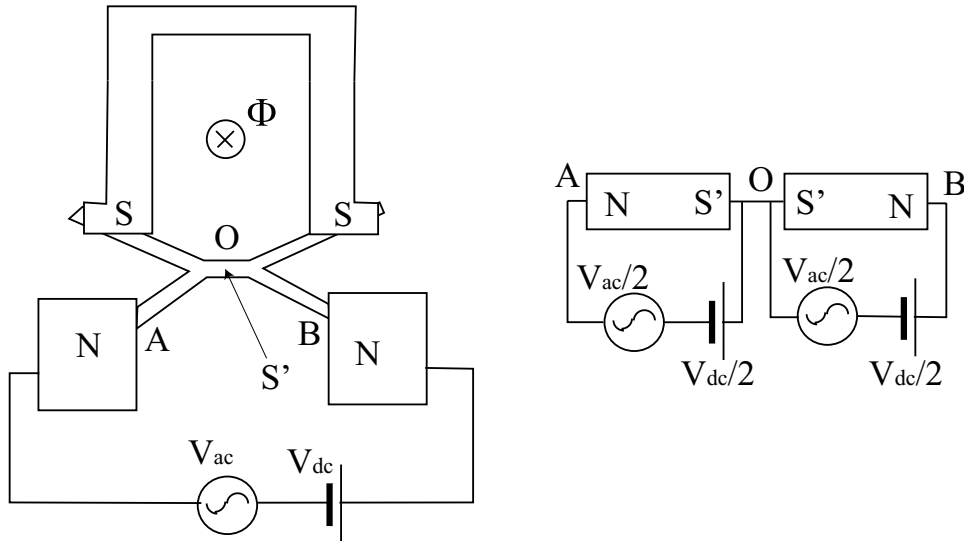 Φ
S S
O
N A B N
S'
Vac Vdc
A O B
N S' S' N
Vac/2 Vac/2
Vdc/2 Vdc/2